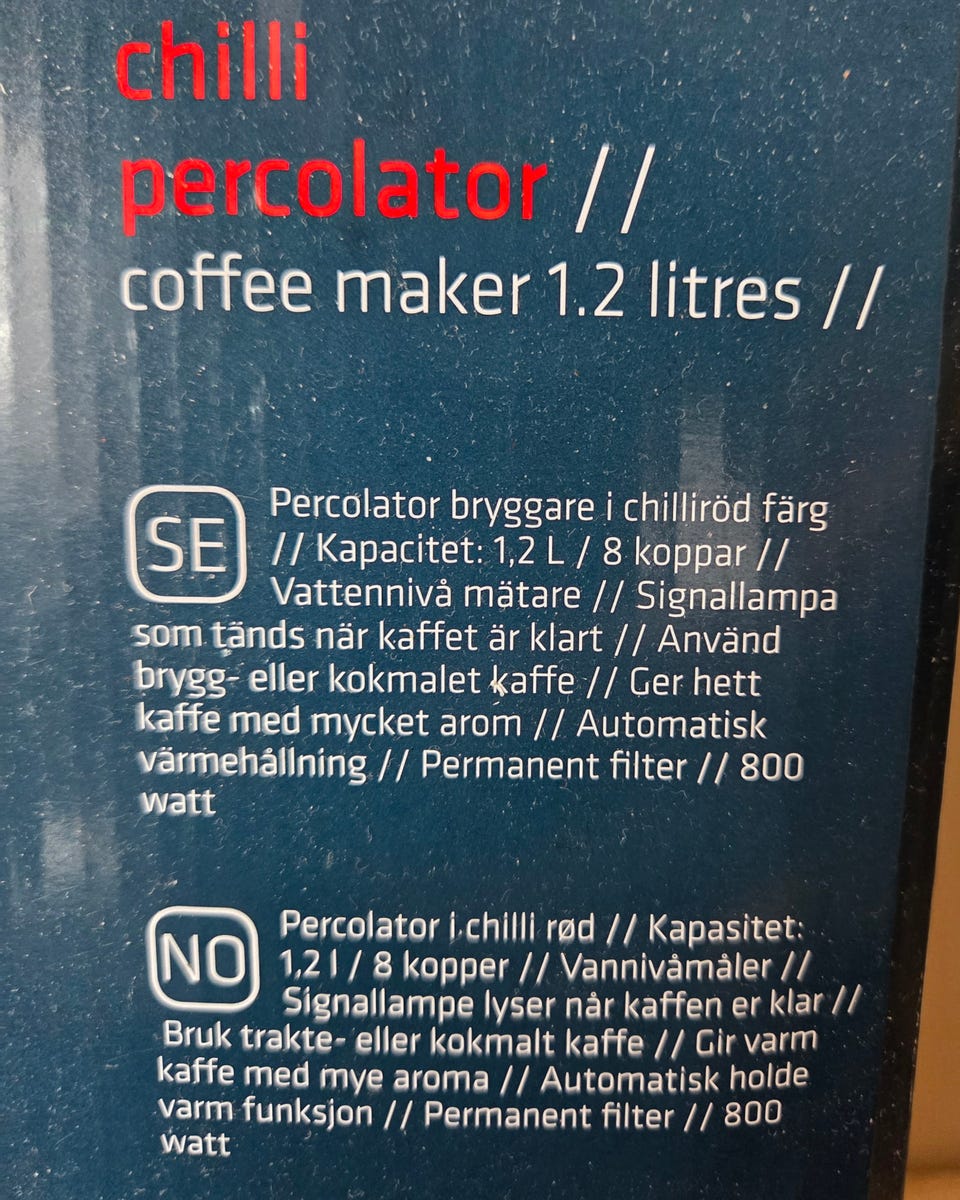 chilli
percolator //
coffee maker 1.2 litres //
SE
Percolator bryggare i chilliröd färg
// Kapacitet: 1,2 L / 8 koppar //
Vattennivå mätare // Signallampa
som tänds när kaffet är klart // Använd
brygg- eller kokmalet kaffe // Ger hett
kaffe med mycket arom // Automatisk
värmehållning // Permanent filter // 800
watt
NO
Percolator i chilli rød // Kapasitet:
1,2 l / 8 kopper // Vannivåmåler //
Signallampe lyser når kaffen er klar //
Bruk trakte- eller kokmalt kaffe // Gir varm
kaffe med mye aroma // Automatisk holde
varm funksjon // Permanent filter // 800
watt